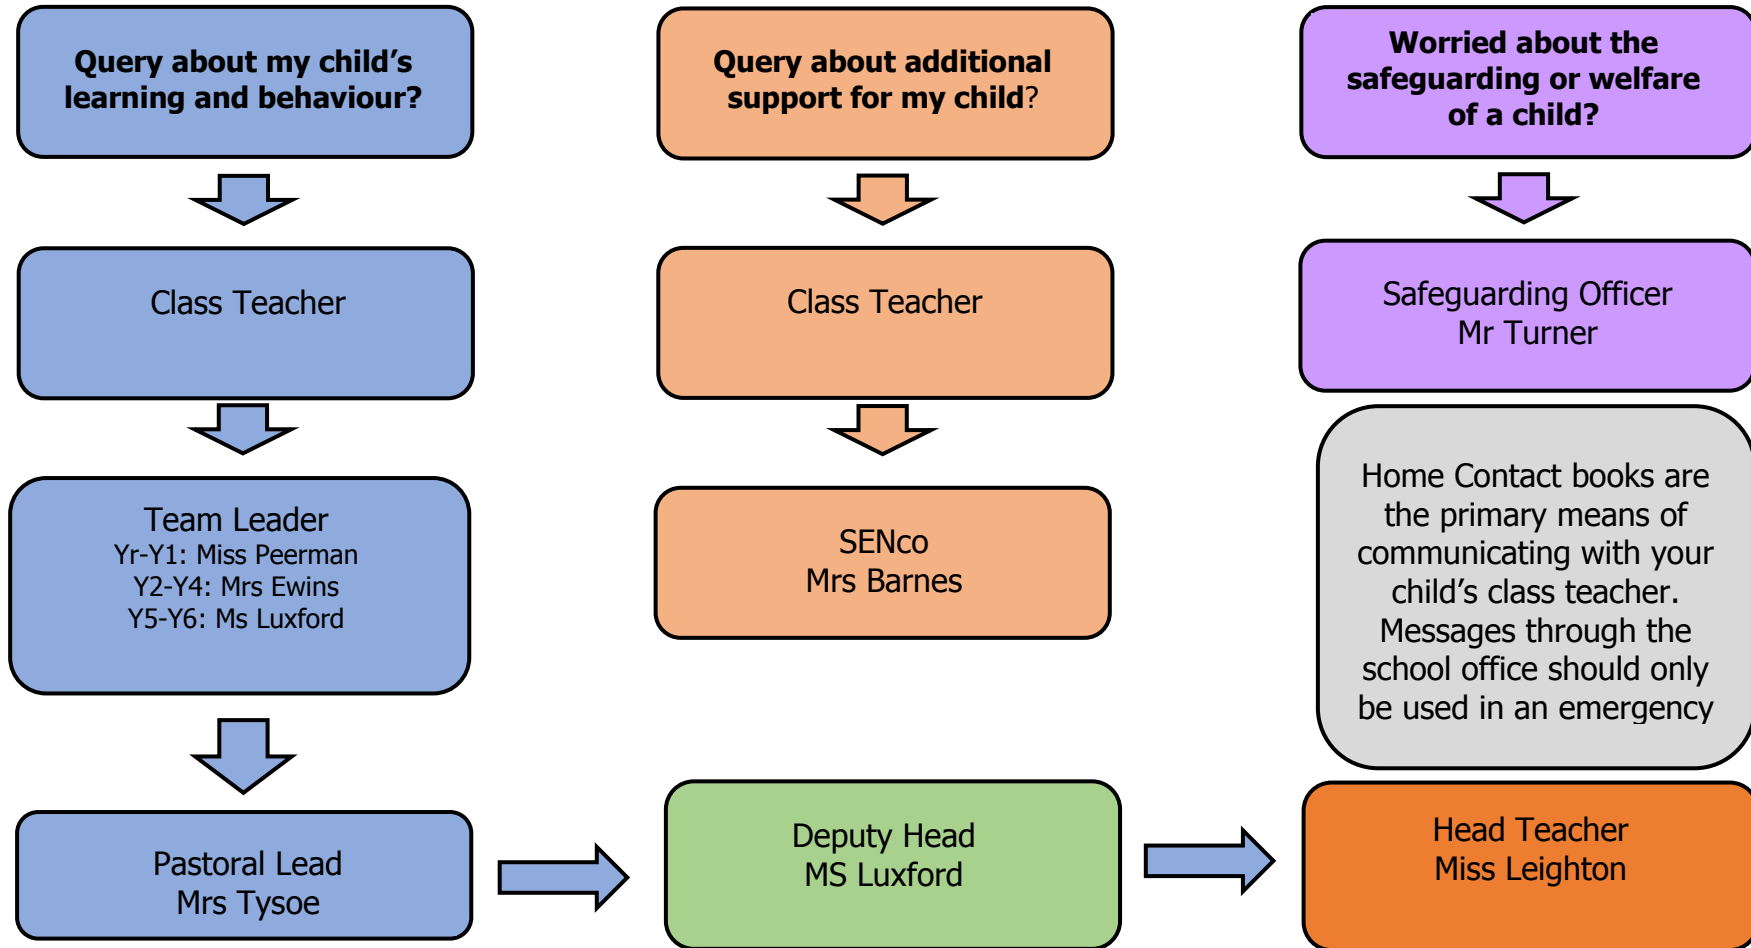 Query about my child’s
learning and behaviour?
Class Teacher
Team Leader
Yr-Y1: Miss Peerman
Y2-Y4: Mrs Ewins
Y5-Y6: Ms Luxford
Pastoral Lead
Mrs Tysoe
Query about additional
support for my child?
Class Teacher
SENco
Mrs Barnes
Deputy Head
MS Luxford
Worried about the
safeguarding or welfare
of a child?
Safeguarding Officer
Mr Turner
Home Contact books are
the primary means of
communicating with your
child’s class teacher.
Messages through the
school office should only
be used in an emergency
Head Teacher
Miss Leighton